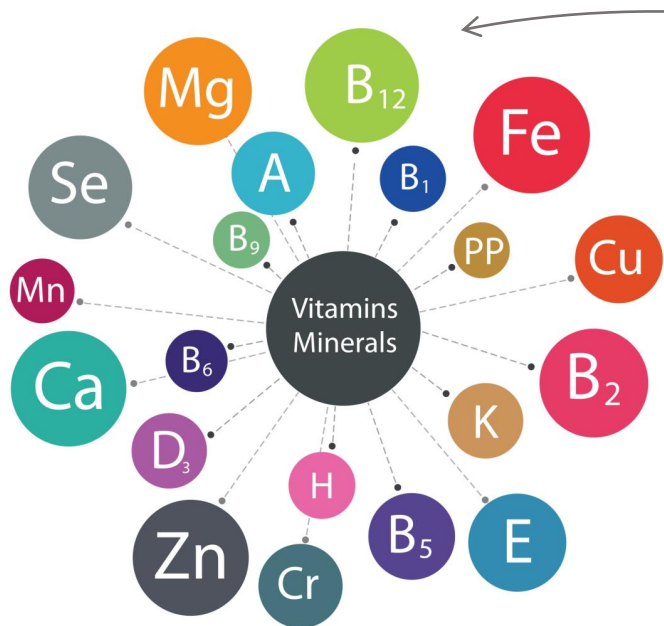 Mg
B12
Fe
Se
A
B1
B9
PP
Cu
Mn
Vitamins
Minerals
Ca
B6
B2
K
D3
H
Zn
Cr
B5
E